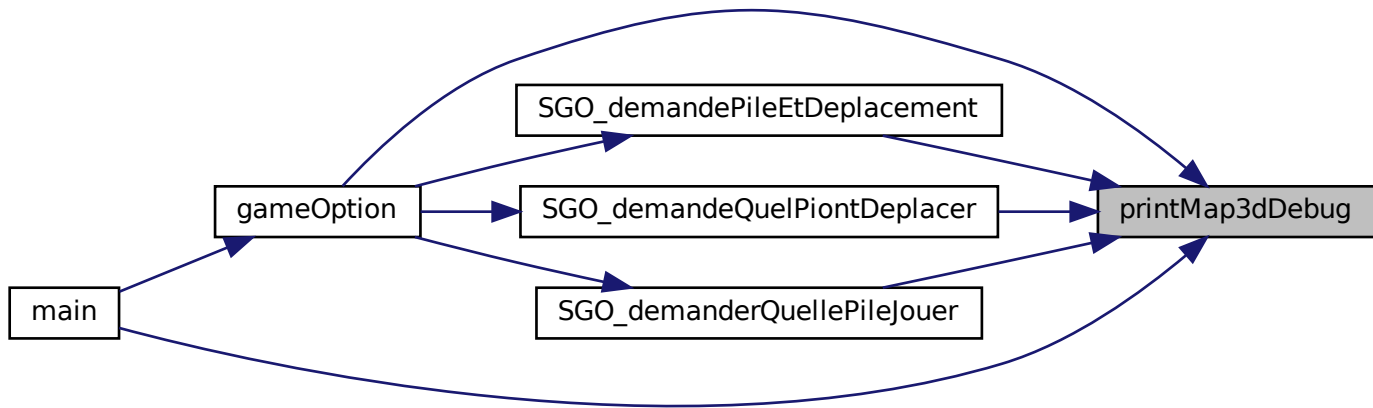 SGO_demandePileEtDeplacement
gameOption
SGO_demandeQuelPiontDeplacer
printMap3dDebug
main
SGO_demanderQuellePileJouer